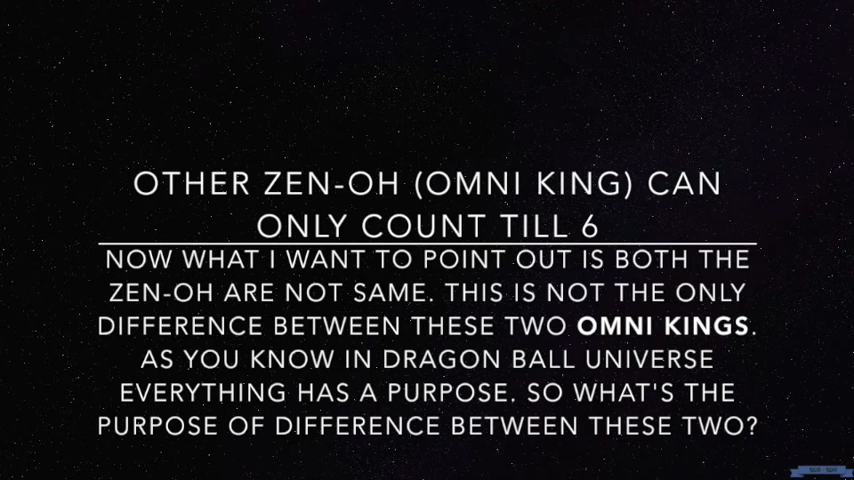 OTHER ZEN-OH (OMNI KING) CAN
ONLY COUNT TILL 6
NOW WHAT I WANT TO POINT OUT IS BOTH THE
ZEN-OH ARE NOT SAME. THIS IS NOT THE ONLY
DIFFERENCE BETWEEN THESE TWO OMNI KINGS.
AS YOU KNOW IN DRAGON BALL UNIVERSE
EVERYTHING HAS A PURPOSE. SO WHAT'S THE
PURPOSE OF DIFFERENCE BETWEEN THESE TWO?